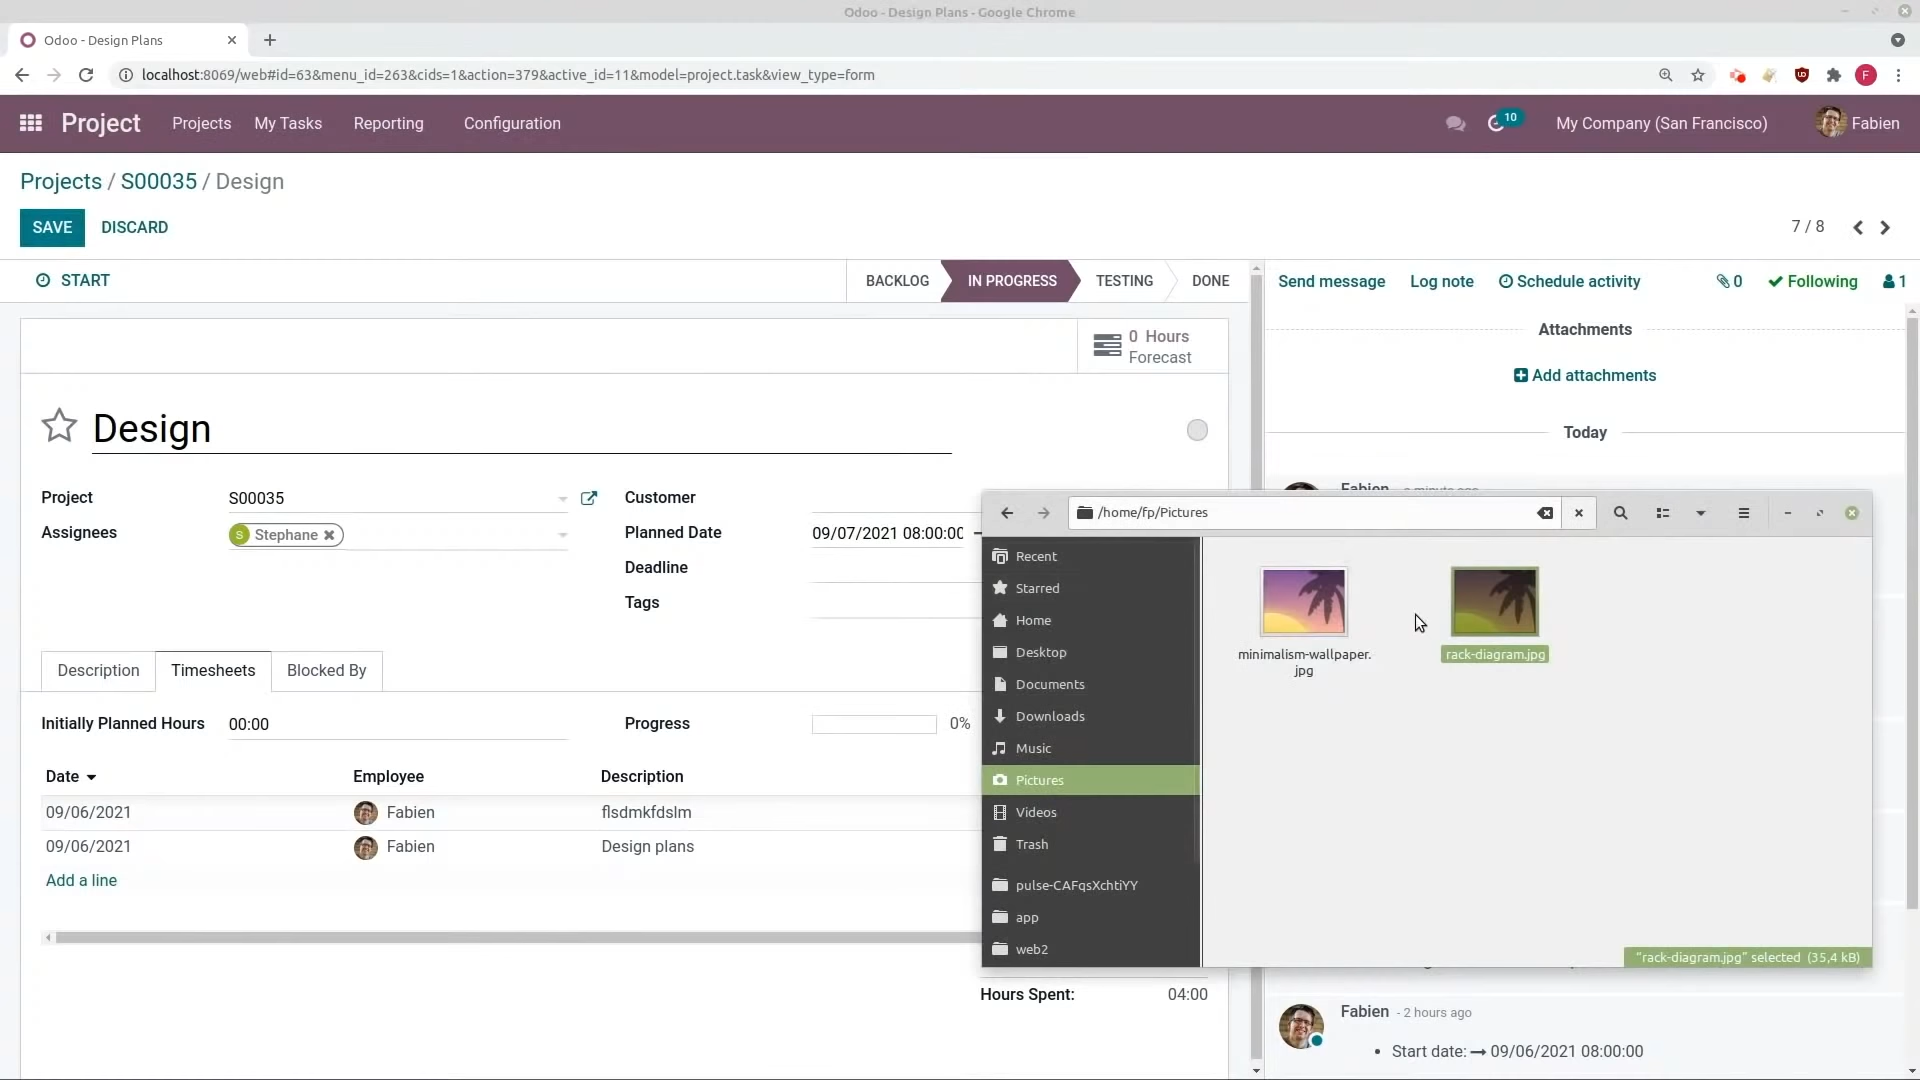 Odoo - Design Plans - Google Chrome
Odoo - Design Plans
localhost:8069/web#id=63&menu_id=263&cids=1&action=379&active_id=11&model=project.task&view_type=form
F
Project Projects My Tasks Reporting Configuration 10 My Company (San Francisco) Fabien
Projects / S00035 / Design
SAVE DISCARD 7 / 8
START BACKLOG IN PROGRESS TESTING DONE Send message Log note Schedule activity 0 Following 1
0 Hours
Forecast
Attachments
Add attachments
Today
Design
Project S00035 Customer
Assignees S Stephane Planned Date 09/07/2021 08:00:00
Deadline
Tags
Fabien
/home/fp/Pictures
Recent
Starred
Home
Desktop
Documents
Downloads
Music
Pictures
Videos
Trash
pulse-CAFqsXchtiYY
app
web2
minimalism-wallpaper.
jpg
rack-diagram.jpg
"rack-diagram.jpg" selected (35,4 kB)
Description Timesheets Blocked By
Initially Planned Hours 00:00 Progress 0%
Date Employee Description
09/06/2021 Fabien flsdmkfdslm
09/06/2021 Fabien Design plans
Add a line
Hours Spent: 04:00
Fabien - 2 hours ago
• Start date: → 09/06/2021 08:00:00